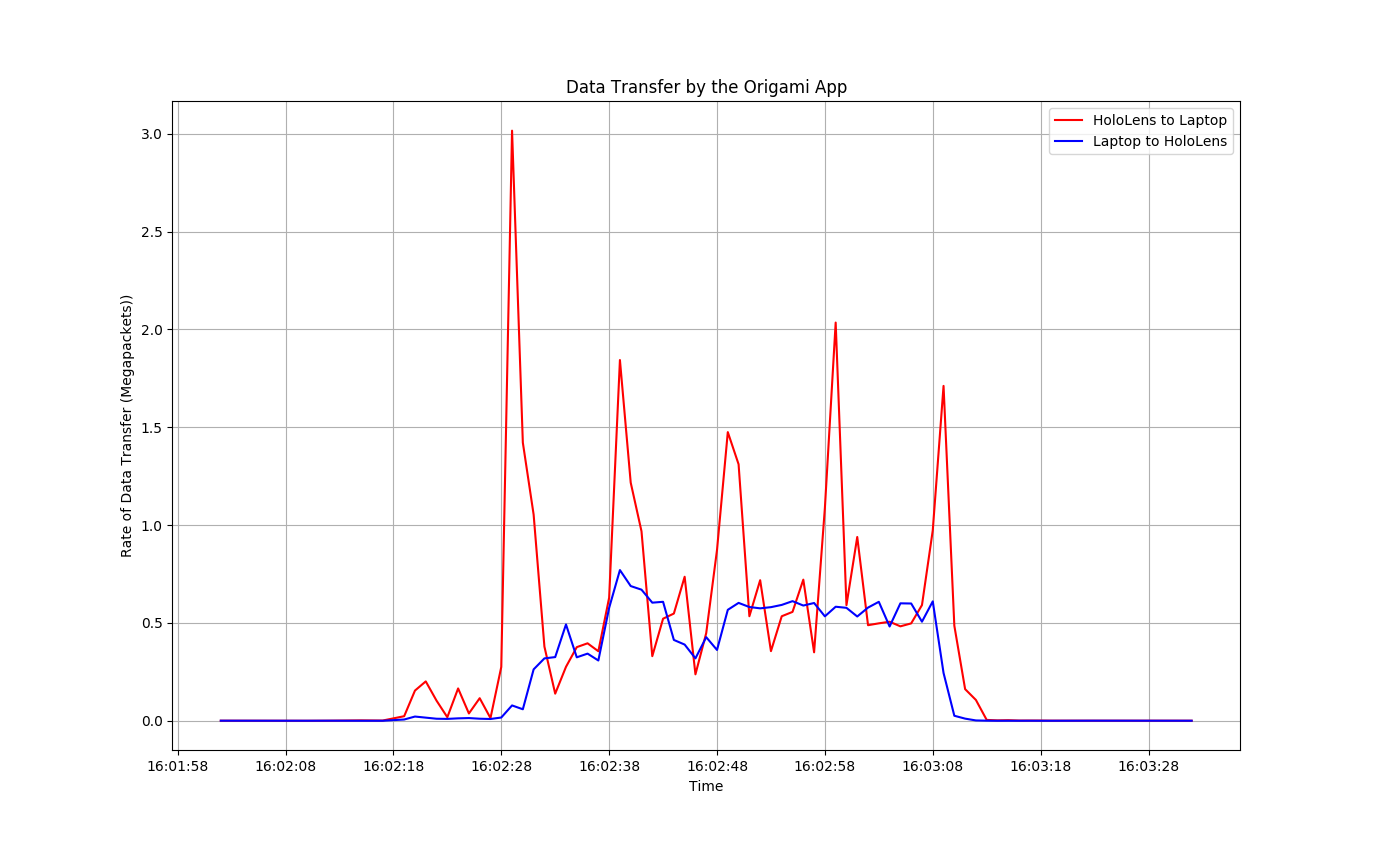 Data Transfer by the Origami App
HoloLens to Laptop
Laptop to HoloLens
Rate of Data Transfer (Megapackets))
3.0
2.5
2.0
1.5
1.0
0.5
0.0
16:01:58 16:02:08 16:02:18 16:02:28 16:02:38 16:02:48 16:02:58 16:03:08 16:03:18 16:03:28
Time